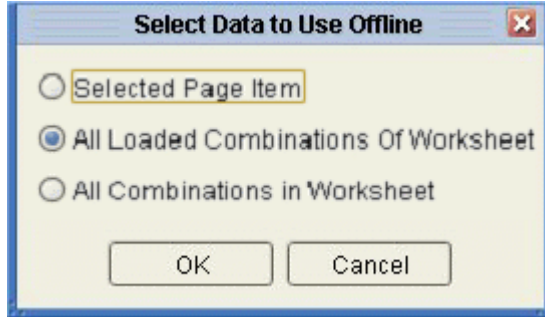 Select Data to Use Offline
Selected Page Item
All Loaded Combinations Of Worksheet
All Combinations in Worksheet
OK
Cancel